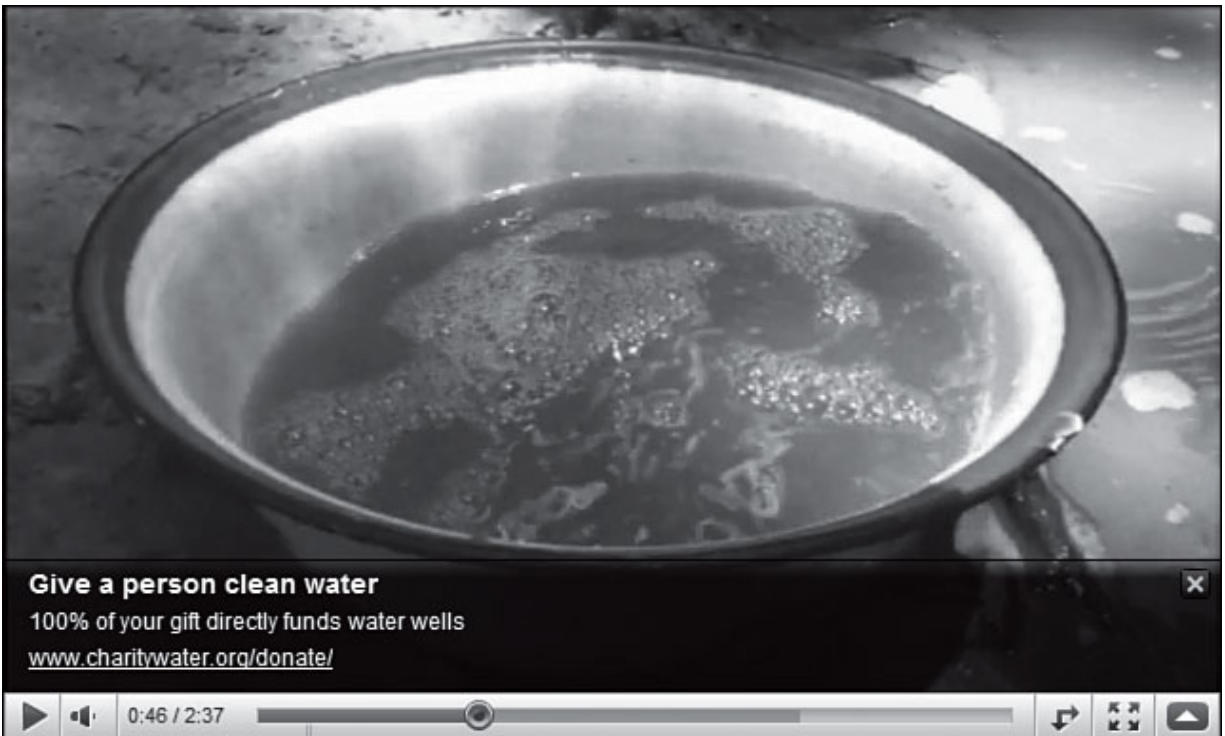 Give a person clean water
100% of your gift directly funds water wells
www.charitywater.org/donate/
0:46 / 2:37